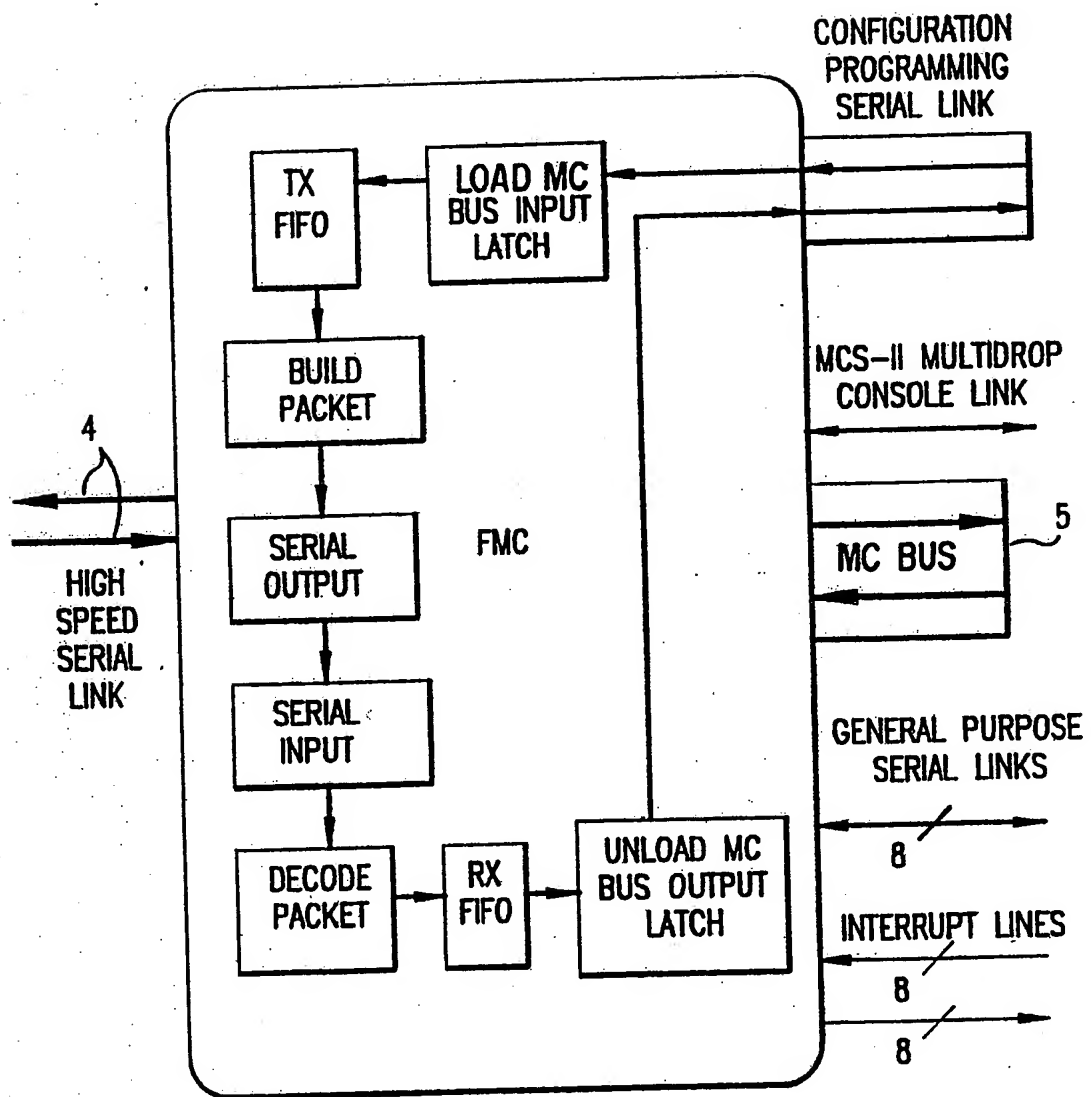 CONFIGURATION
PROGRAMMING
SERIAL LINK
TX
FIFO
LOAD MC
BUS INPUT
LATCH
BUILD
PACKET
MCS-II MULTIDROP
CONSOLE LINK
4
SERIAL
OUTPUT
FMC
MC BUS
5
HIGH
SPEED
SERIAL
LINK
SERIAL
INPUT
GENERAL PURPOSE
SERIAL LINKS
8
DECODE
PACKET
RX
FIFO
UNLOAD MC
BUS OUTPUT
LATCH
INTERRUPT LINES
8
8